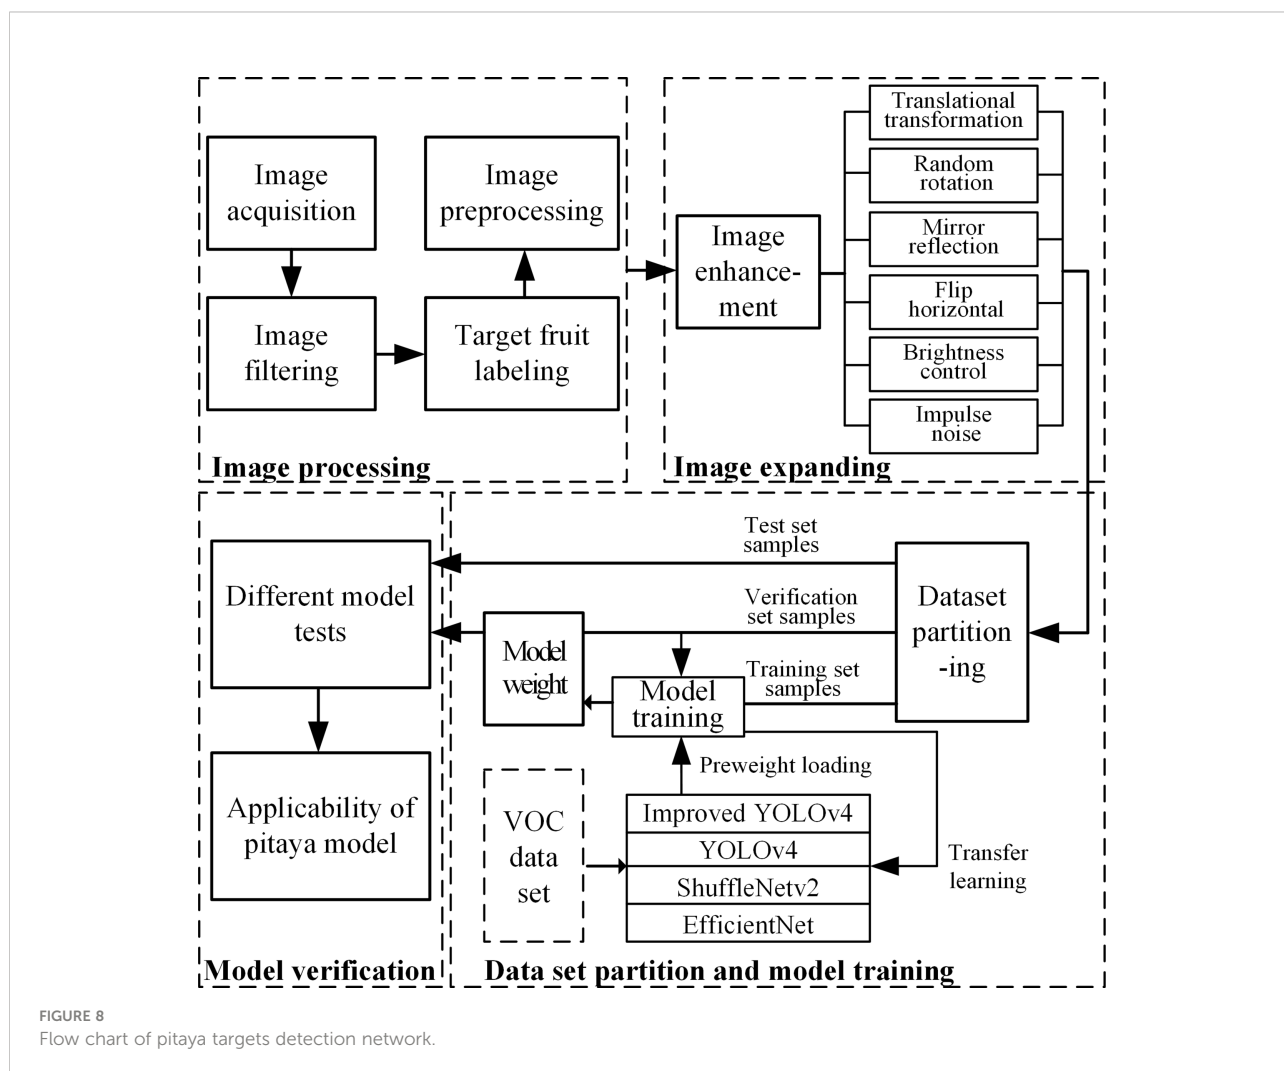 Image
acquisition
Image
preprocessing
Image
filtering
Target fruit
labeling
Image processing
Image
enhance-
ment
Translational
transformation
Random
rotation
Mirror
reflection
Flip
horizontal
Brightness
control
Impulse
noise
Image expanding
Different model
tests
Applicability of
pitaya model
Model verification
Test set
samples
Verification
set samples
Training set
samples
Dataset
partition
-ing
Model
weight
Model
training
Preweight loading
VOC
data
set
Improved YOLOv4
YOLOv4
ShuffleNetv2
EfficientNet
Transfer
learning
Data set partition and model training
FIGURE 8
Flow chart of pitaya targets detection network.